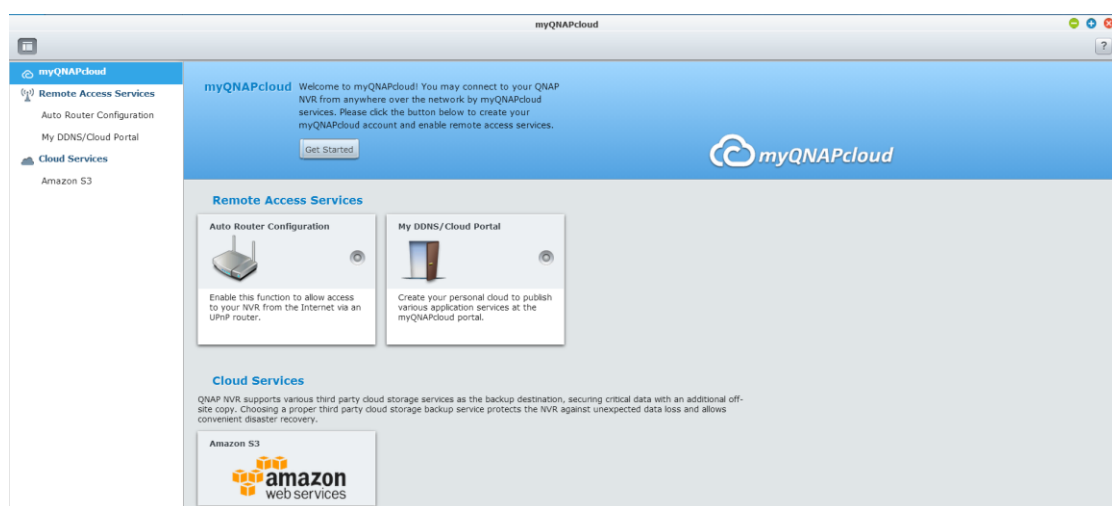 myQNAPcloud
?
myQNAPcloud
Remote Access Services
Auto Router Configuration
My DDNS/Cloud Portal
Cloud Services
Amazon S3
myQNAPcloud
Welcome to myQNAPcloud! You may connect to your QNAP
NVR from anywhere over the network by myQNAPcloud
services. Please click the button below to create your
myQNAPcloud account and enable remote access services.
Get Started
myQNAPcloud
Remote Access Services
Auto Router Configuration
Enable this function to allow access
to your NVR from the Internet via an
UPnP router.
My DDNS/Cloud Portal
Create your personal cloud to publish
various application services at the
myQNAPcloud portal.
Cloud Services
QNAP NVR supports various third party cloud storage services as the backup destination, securing critical data with an additional off-
site copy. Choosing a proper third party cloud storage backup service protects the NVR against unexpected data loss and allows
convenient disaster recovery.
Amazon S3
amazon
web services